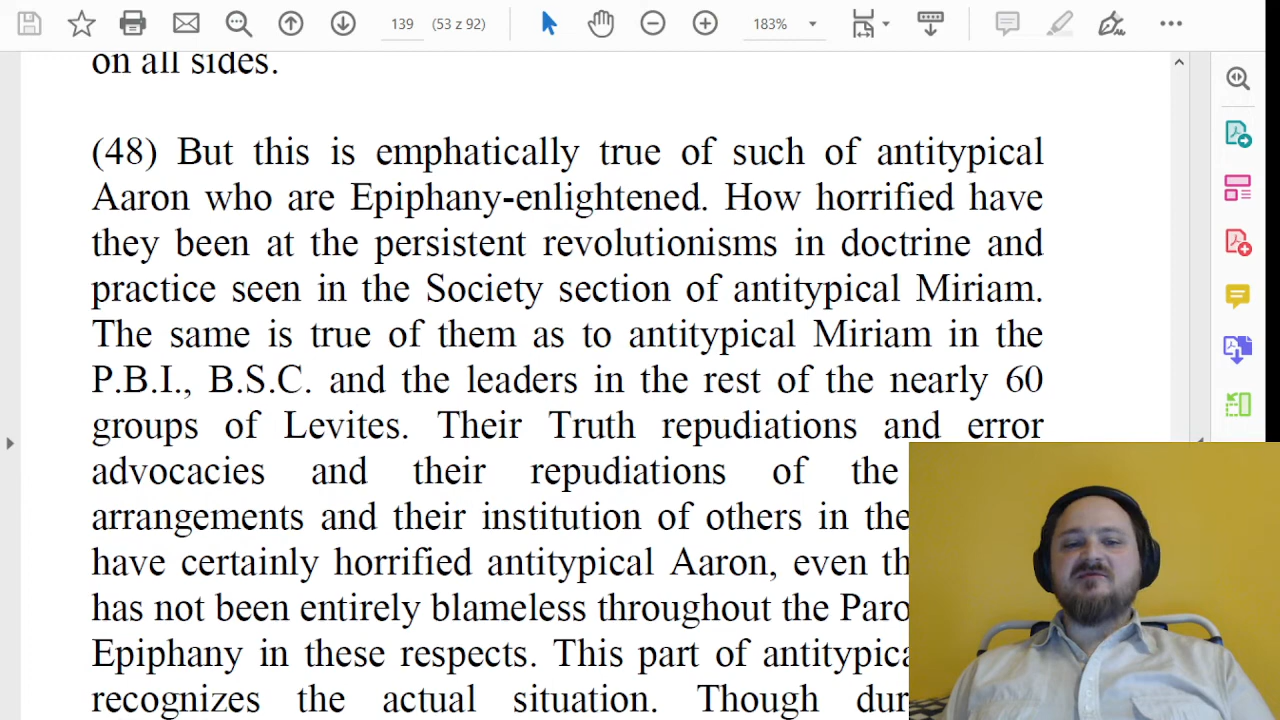 139 (53 z 92) 183%
on all sides.
(48) But this is emphatically true of such of antitypical
Aaron who are Epiphany-enlightened. How horrified have
they been at the persistent revolutionisms in doctrine and
practice seen in the Society section of antitypical Miriam.
The same is true of them as to antitypical Miriam in the
P.B.I., B.S.C. and the leaders in the rest of the nearly 60
groups of Levites. Their Truth repudiations and error
advocacies and their repudiations of the
arrangements and their institution of others in the
have certainly horrified antitypical Aaron, even th
has not been entirely blameless throughout the Paro
Epiphany in these respects. This part of antitypica
recognizes the actual situation. Though dur